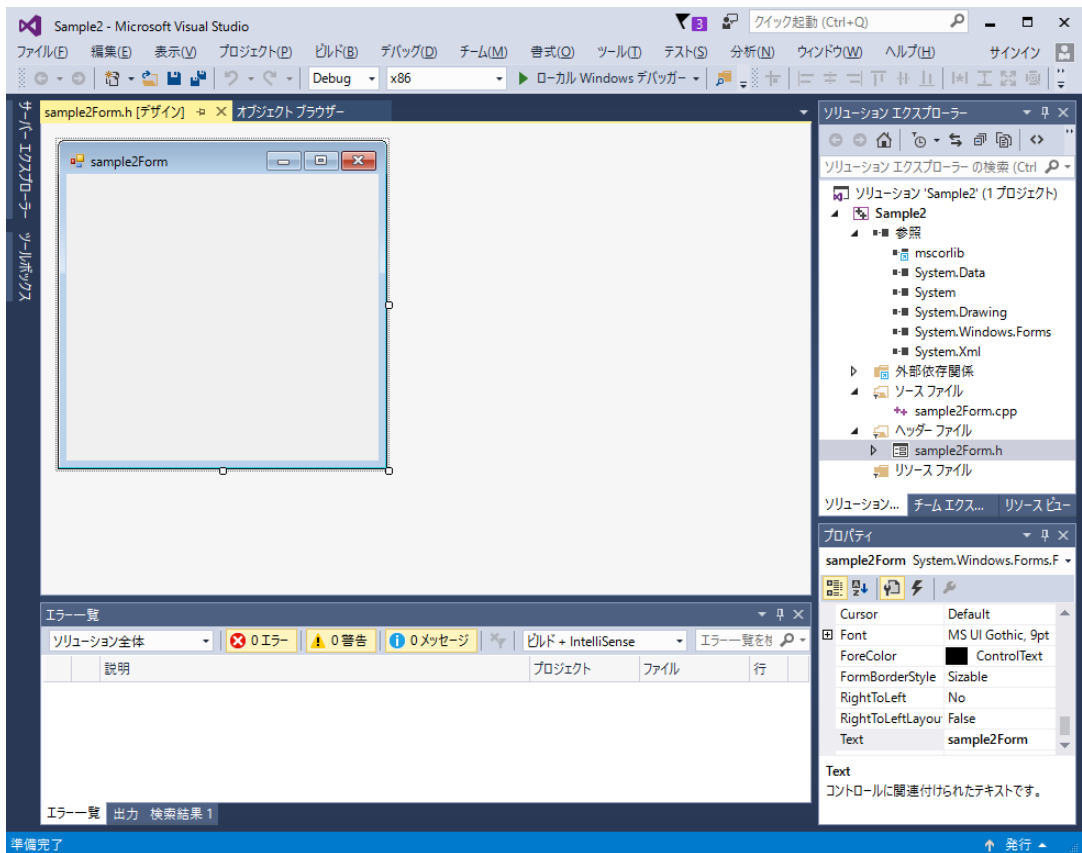 Sample2 - Microsoft Visual Studio
3
クイック起動 (Ctrl+Q)
ファイル(F) 編集(E) 表示(V) プロジェクト(P) ビルド(B) デバッグ(D) チーム(M) 書式(O) ツール(T) テスト(S) 分析(N) ウィンドウ(W) ヘルプ(H) サインイン
Debug x86 ローカル Windows デバッガー
サーバー エクスプローラー
ツールボックス
sample2Form.h [デザイン] オブジェクト ブラウザー
sample2Form
ソリューション エクスプローラー
ソリューション エクスプローラー の検索 (Ctrl
ソリューション 'Sample2' (1 プロジェクト)
Sample2
参照
mscorlib
System.Data
System
System.Drawing
System.Windows.Forms
System.Xml
外部依存関係
ソース ファイル
sample2Form.cpp
ヘッダー ファイル
sample2Form.h
リソース ファイル
ソリューション... チーム エクス... リソース ビュー
プロパティ
sample2Form System.Windows.Forms.F
Cursor Default
Font MS UI Gothic, 9pt
ForeColor ControlText
FormBorderStyle Sizable
RightToLeft No
RightToLeftLayou False
Text sample2Form
Text
コントロールに関連付けられたテキストです。
エラー一覧
ソリューション全体 0 エラー 0 警告 0 メッセージ ビルド + IntelliSense エラー一覧を
説明 プロジェクト ファイル 行
エラー一覧 出力 検索結果 1
準備完了 発行